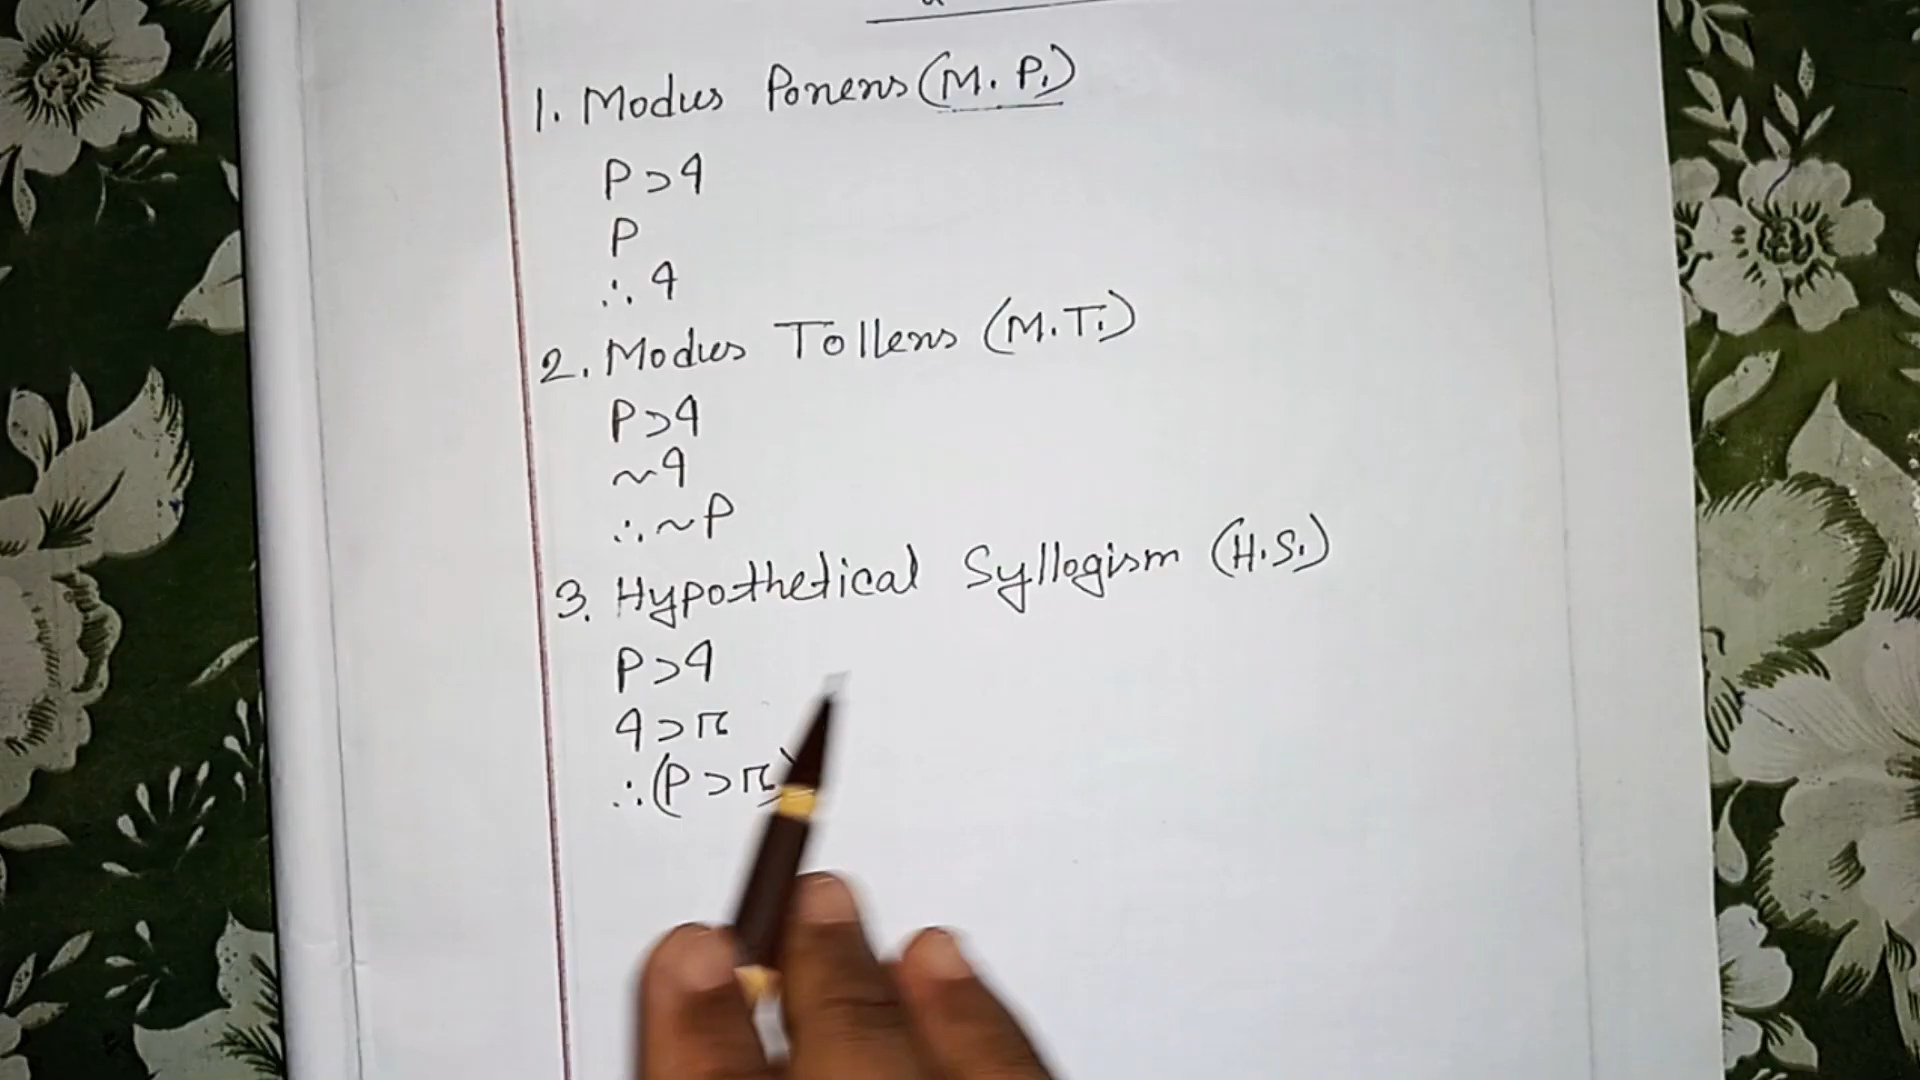 1. Modus Ponens (M. P.)
P ⊃ q
P
∴ q
2. Modus Tollens (M.T.)
P ⊃ q
~q
∴ ~P
3. Hypothetical Syllogism (H.S.)
P ⊃ q
q ⊃ r
∴ (P ⊃ r)